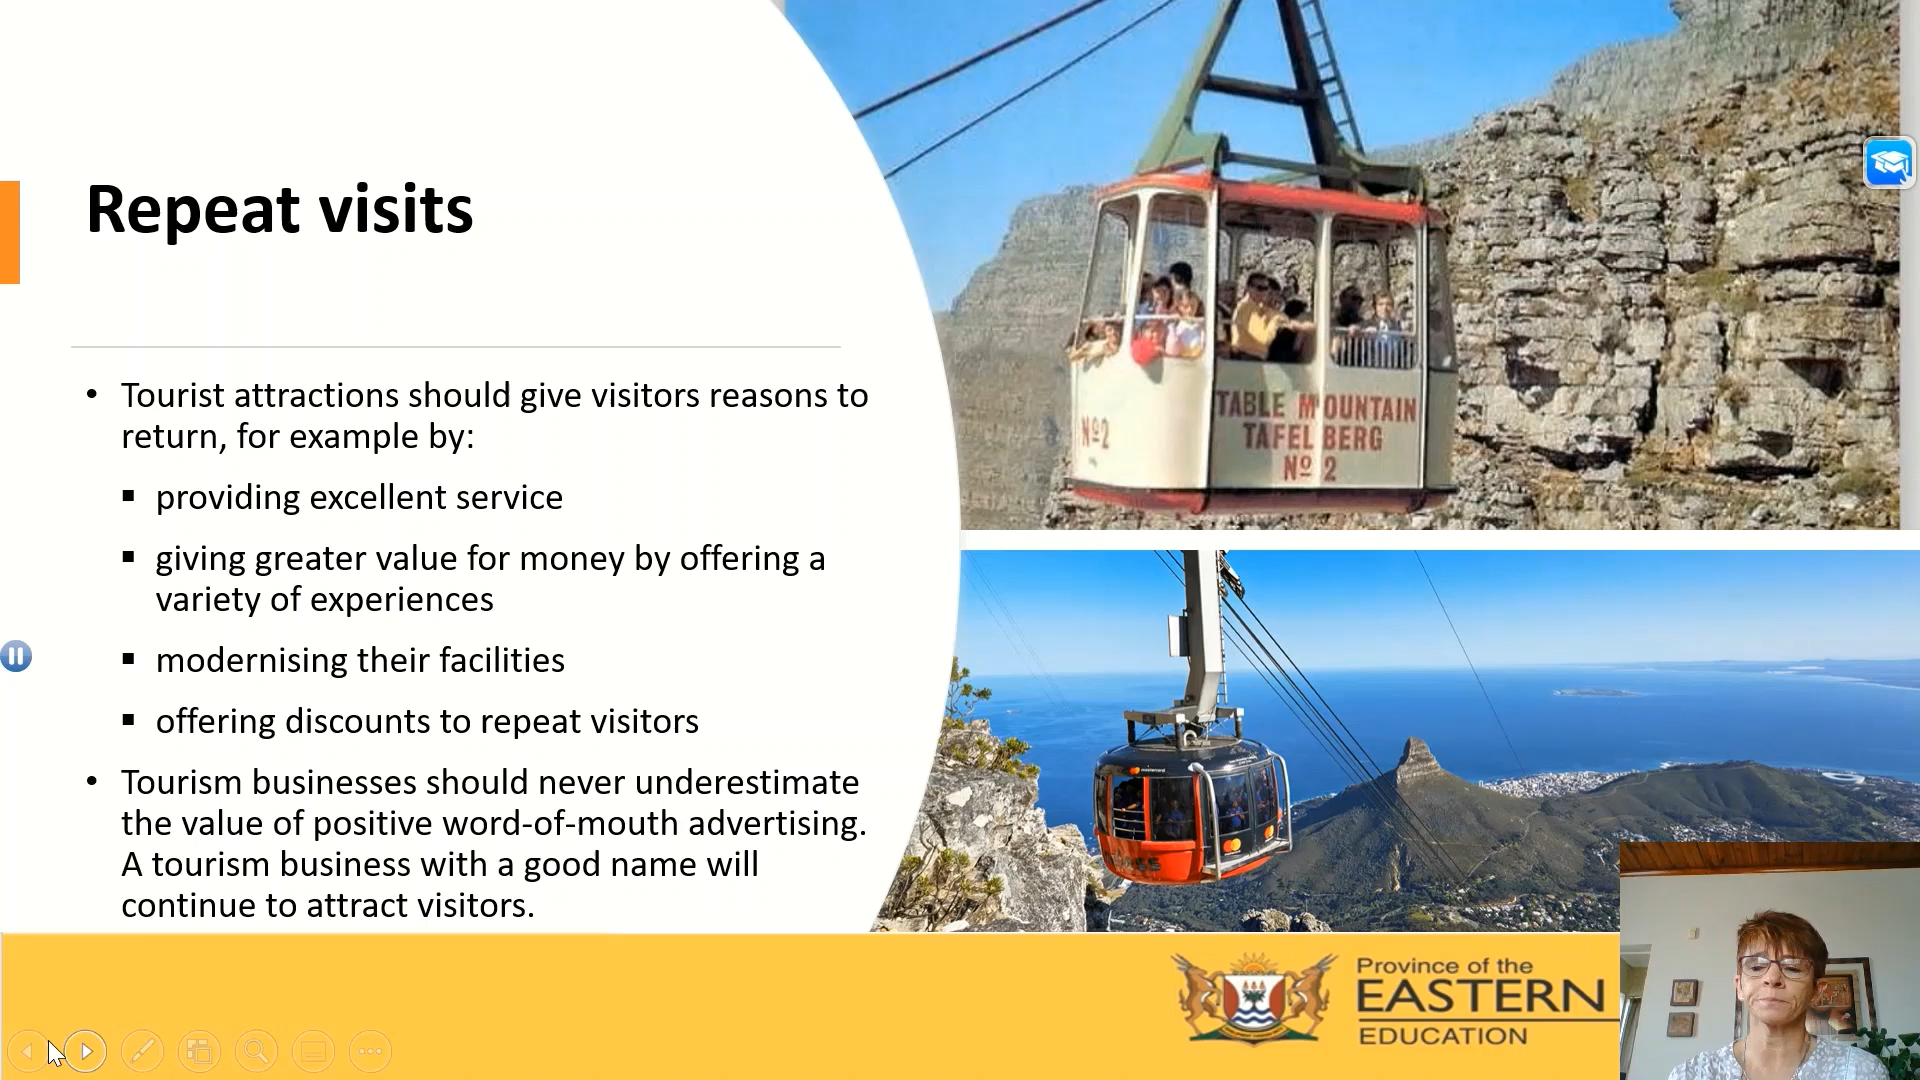 Repeat visits
• Tourist attractions should give visitors reasons to
return, for example by:
▪ providing excellent service
▪ giving greater value for money by offering a
variety of experiences
▪ modernising their facilities
▪ offering discounts to repeat visitors
• Tourism businesses should never underestimate
the value of positive word-of-mouth advertising.
A tourism business with a good name will
continue to attract visitors.
Nº2
TABLE MOUNTAIN
TAFELBERG
Nº 2
mastercard
Province of the
EASTERN
EDUCATION